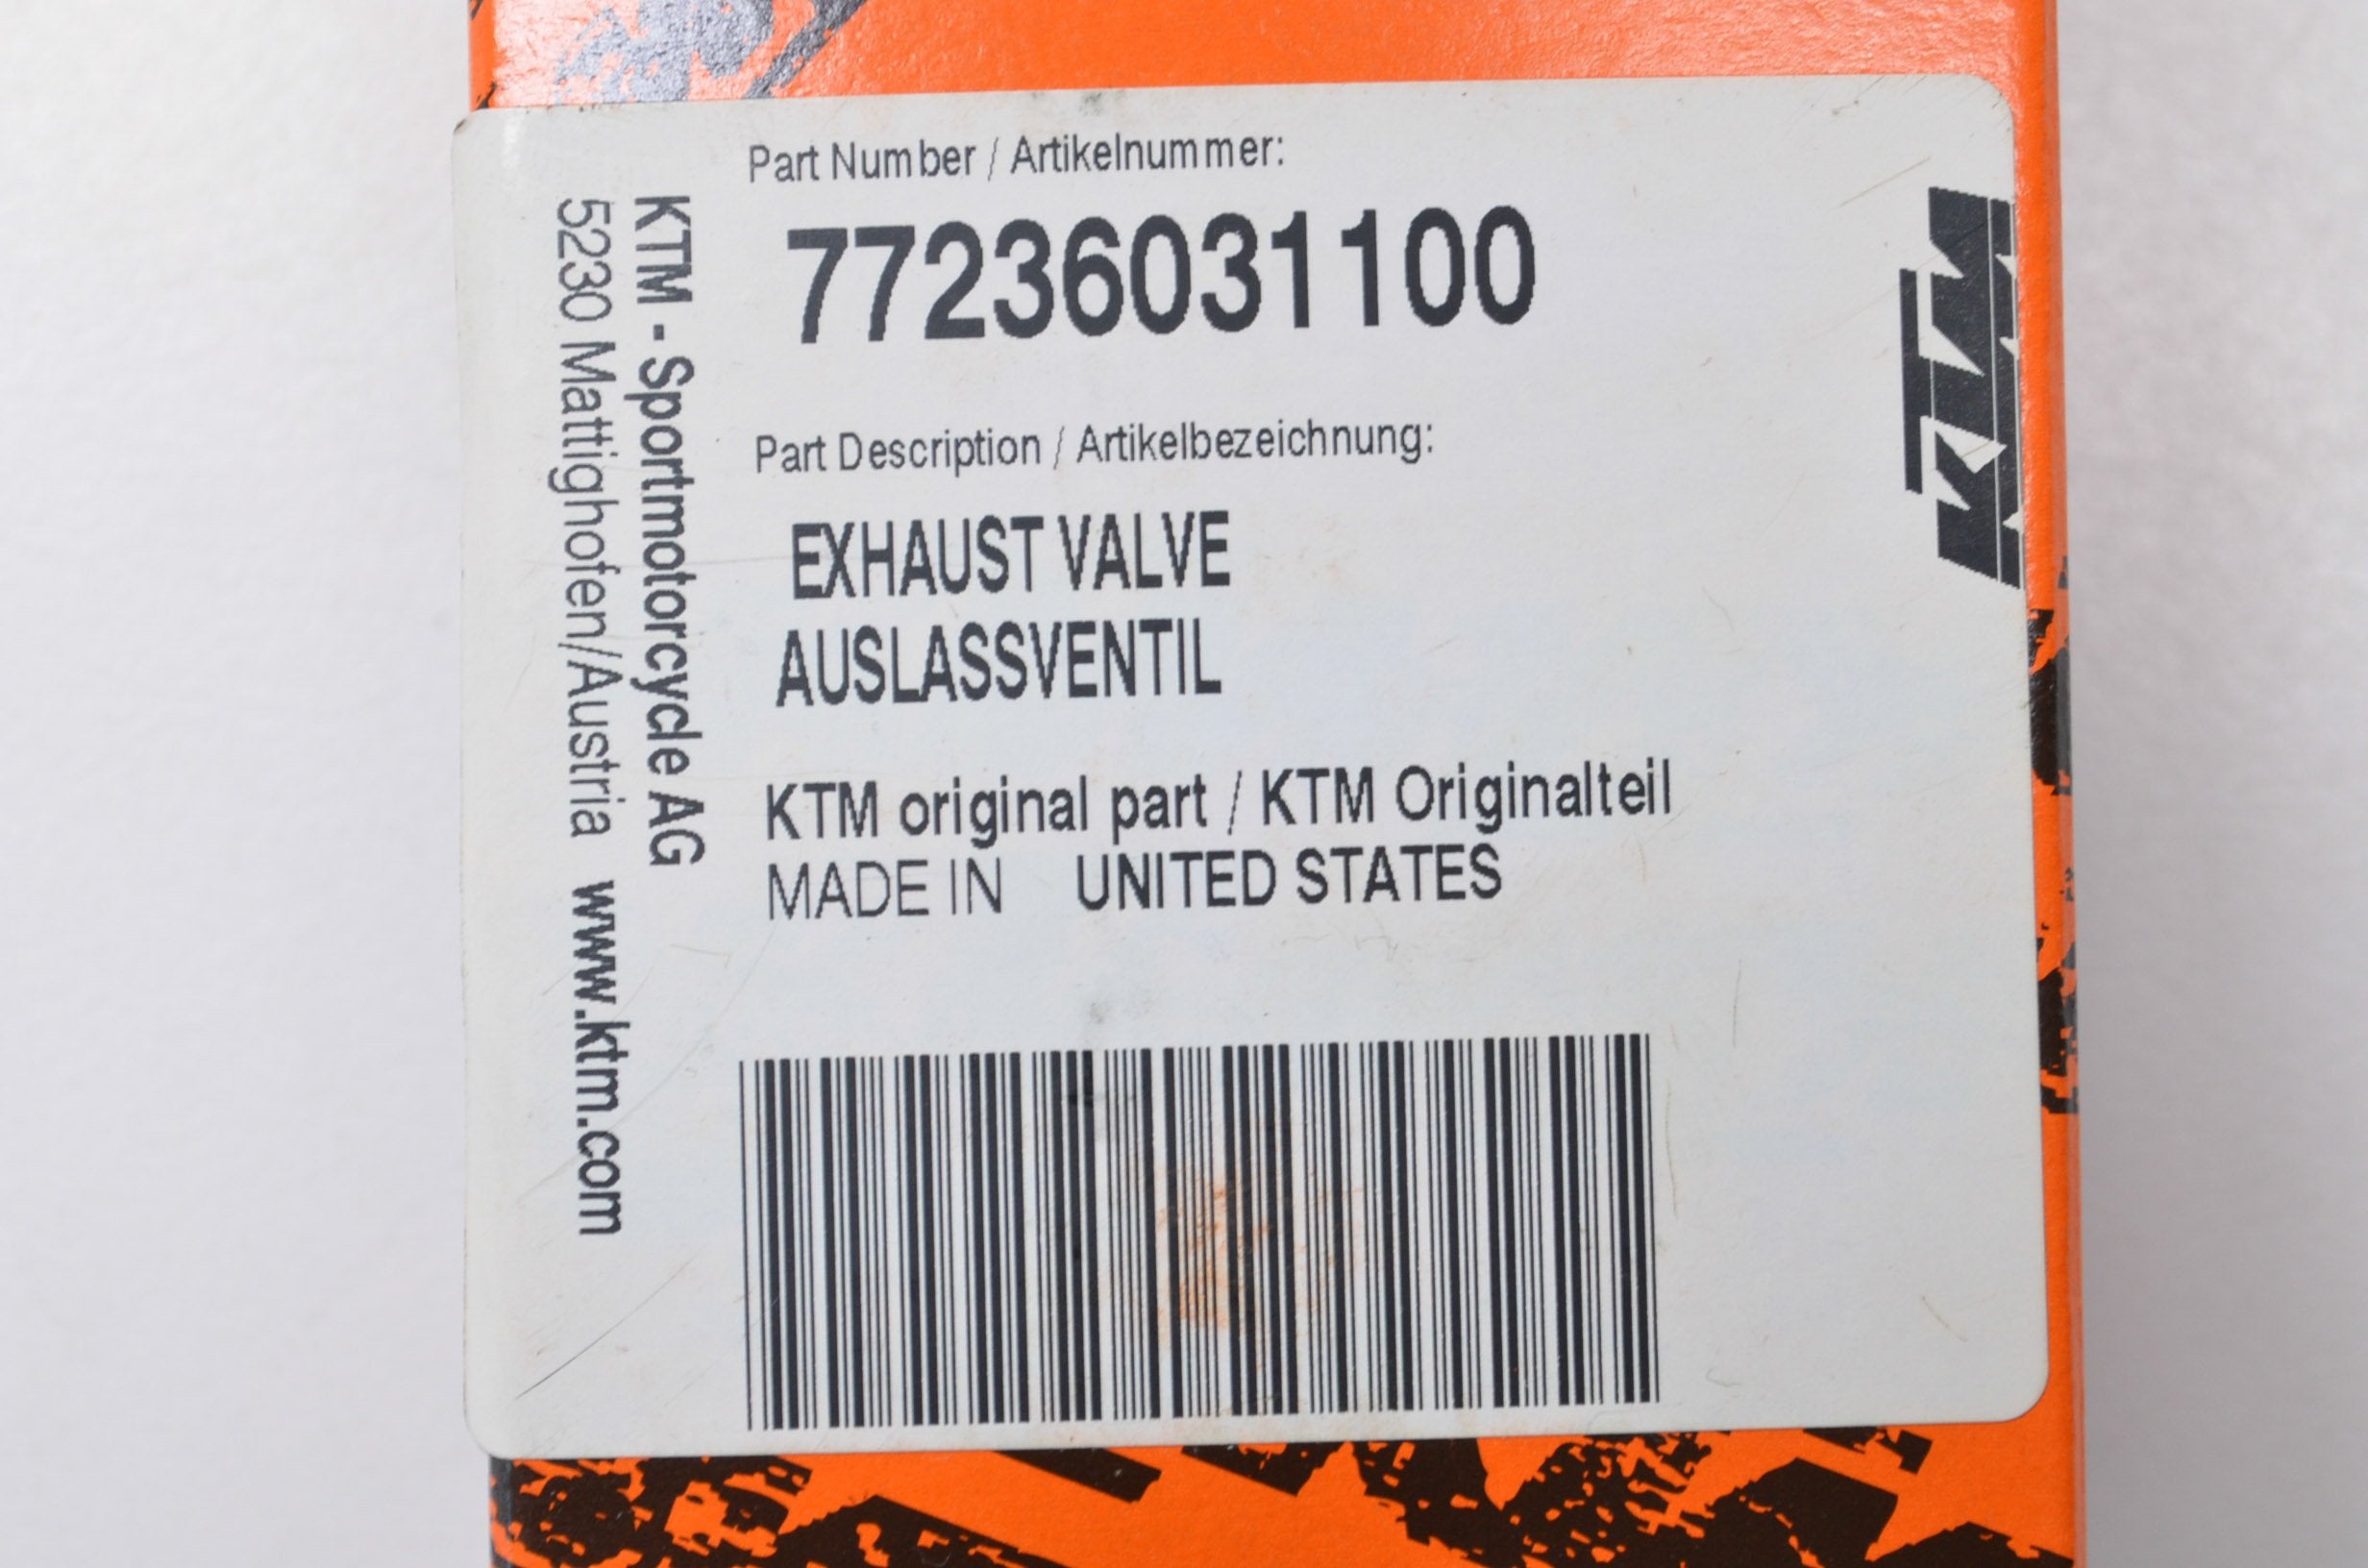 Part Number / Artikelnummer:
77236031100
Part Description / Artikelbezeichnung:
EXHAUST VALVE
AUSLASSVENTIL
KTM original part / KTM Originalteil
MADE IN UNITED STATES
KTM - Sportmotorcycle AG
5230 Mattighofen/Austria www.ktm.com
KTM